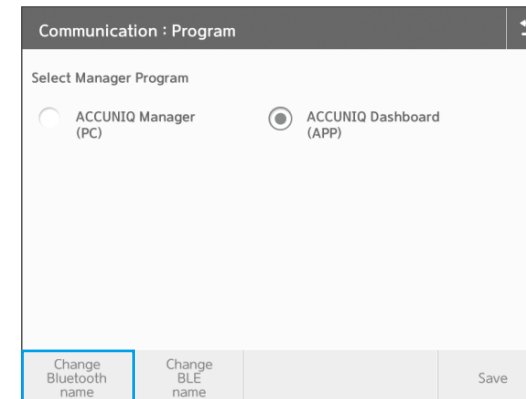 Communication : Program
Select Manager Program
ACCUNIQ Manager
(PC)
ACCUNIQ Dashboard
(APP)
Change
Bluetooth
name
Change
BLE
name
Save